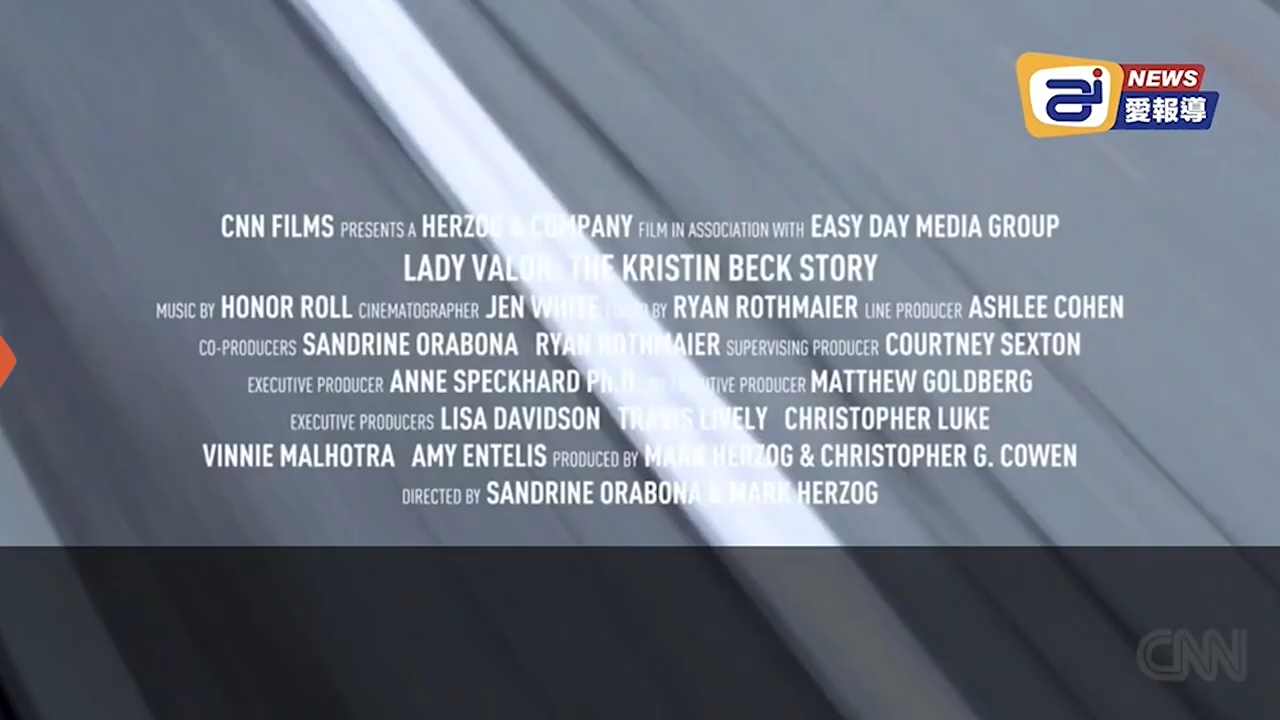 NEWS
愛報導
CNN FILMS PRESENTS A HERZOG & COMPANY FILM IN ASSOCIATION WITH EASY DAY MEDIA GROUP
LADY VALOR THE KRISTIN BECK STORY
MUSIC BY HONOR ROLL CINEMATOGRAPHER JEN WHITE EDITED BY RYAN ROTHMAIER LINE PRODUCER ASHLEE COHEN
CO-PRODUCERS SANDRINE ORABONA RYAN ROTHMAIER SUPERVISING PRODUCER COURTNEY SEXTON
EXECUTIVE PRODUCER ANNE SPECKHARD Ph.D. EXECUTIVE PRODUCER MATTHEW GOLDBERG
EXECUTIVE PRODUCERS LISA DAVIDSON TRAVIS LIVELY CHRISTOPHER LUKE
VINNIE MALHOTRA AMY ENTELIS PRODUCED BY MARK HERZOG & CHRISTOPHER G. COWEN
DIRECTED BY SANDRINE ORABONA & MARK HERZOG
CNN